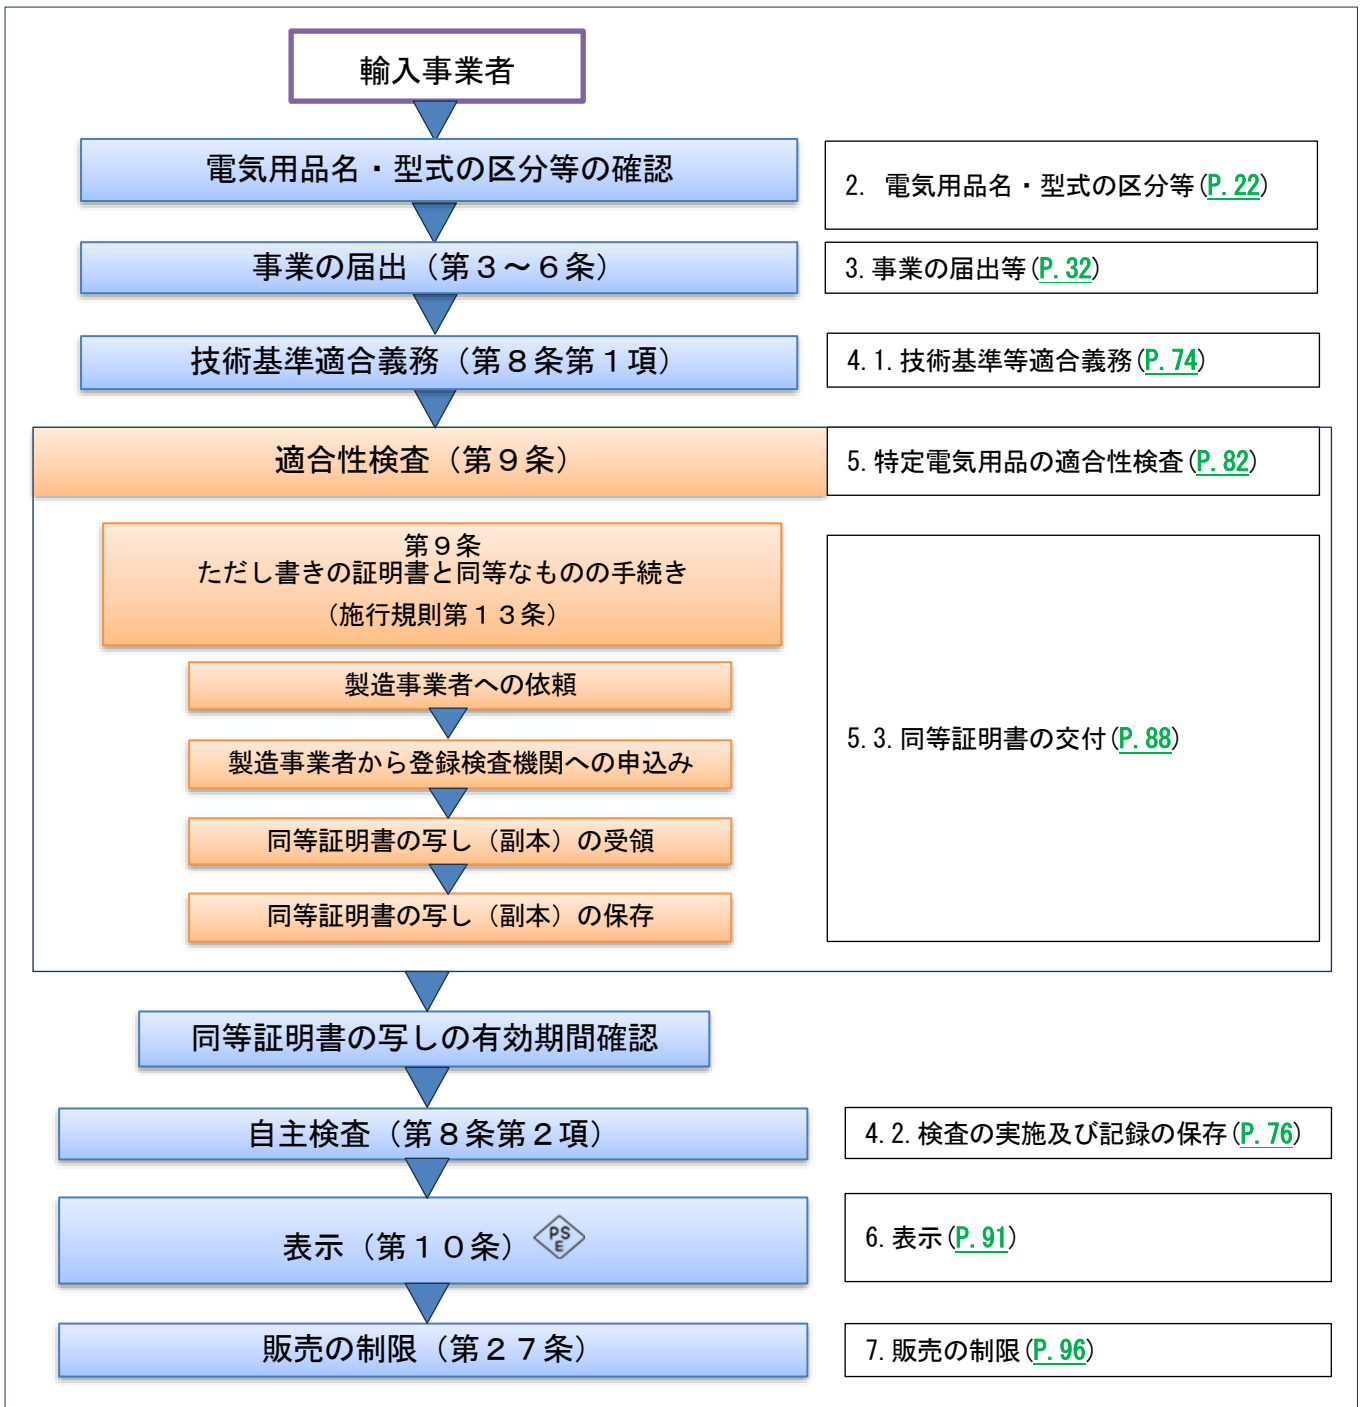 輸入事業者
電気用品名・型式の区分等の確認
2. 電気用品名・型式の区分等(P.22)
事業の届出（第３～６条）
3.事業の届出等(P.32)
技術基準適合義務（第８条第１項）
4.1.技術基準等適合義務(P.74)
適合性検査（第９条）
5.特定電気用品の適合性検査(P.82)
第９条
ただし書きの証明書と同等なものの手続き
（施行規則第１３条）
製造事業者への依頼
製造事業者から登録検査機関への申込み
同等証明書の写し（副本）の受領
同等証明書の写し（副本）の保存
5.3.同等証明書の交付(P.88)
同等証明書の写しの有効期間確認
自主検査（第８条第２項）
4.2.検査の実施及び記録の保存(P.76)
表示（第１０条）
PS
E
6.表示(P.91)
販売の制限（第２７条）
7.販売の制限(P.96)